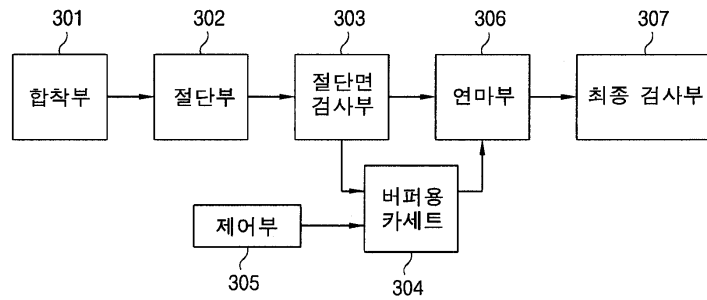 301
302
303
306
307
합착부
절단부
절단면
검사부
연마부
최종 검사부
버퍼용
카세트
제어부
305
304